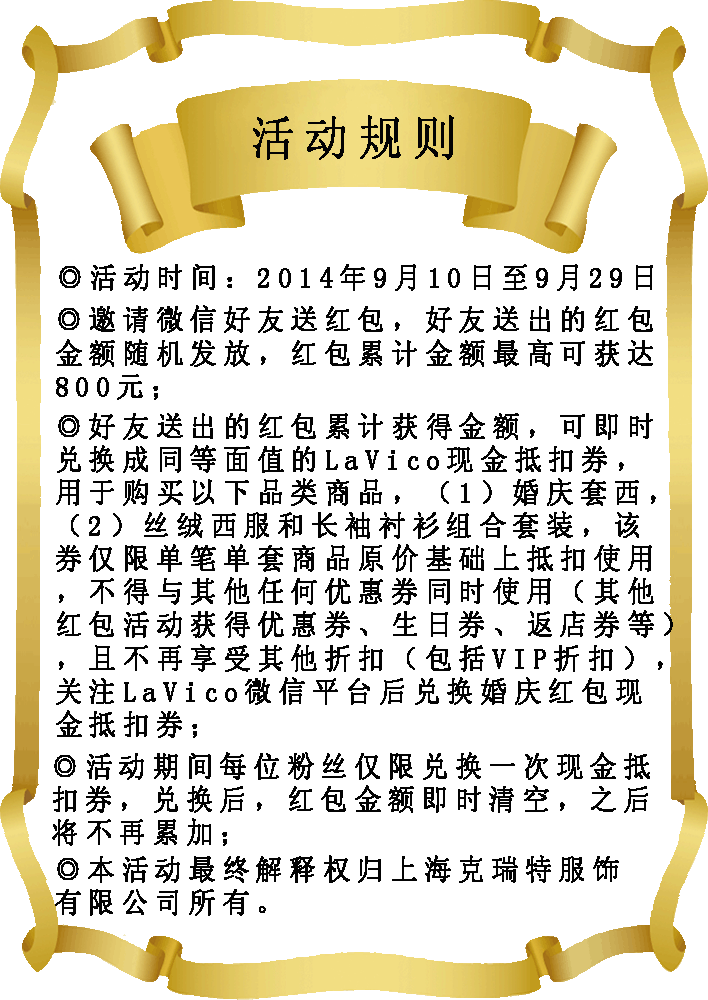 活动规则
◎活动时间：2014年9月10日至9月29日
◎邀请微信好友送红包，好友送出的红包
金额随机发放，红包累计金额最高可获达
800元；
◎好友送出的红包累计获得金额，可即时
兑换成同等面值的LaVico现金抵扣券，
用于购买以下品类商品，（1）婚庆套西，
（2）丝绒西服和长袖衬衫组合套装，该
券仅限单笔单套商品原价基础上抵扣使用
，不得与其他任何优惠券同时使用（其他
红包活动获得优惠券、生日券、返店券等）
，且不再享受其他折扣（包括VIP折扣），
关注LaVico微信平台后兑换婚庆红包现
金抵扣券；
◎活动期间每位粉丝仅限兑换一次现金抵
扣券，兑换后，红包金额即时清空，之后
将不再累加；
◎本活动最终解释权归上海克瑞特服饰
有限公司所有。